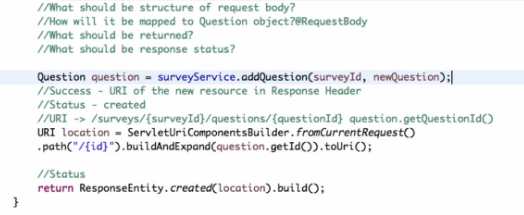 //What should be structure of request body?
//How will it be mapped to Question object?@RequestBody
//What should be returned?
//What should be response status?
Question question = surveyService.addQuestion(surveyId, newQuestion);
//Success - URI of the new resource in Response Header
//Status - created
//URI -> /surveys/{surveyId}/questions/{questionId} question.getQuestionId()
URI location = ServletUriComponentsBuilder.fromCurrentRequest()
.path("/{id}").buildAndExpand(question.getId()).toUri();
//Status
return ResponseEntity.created(location).build();
}